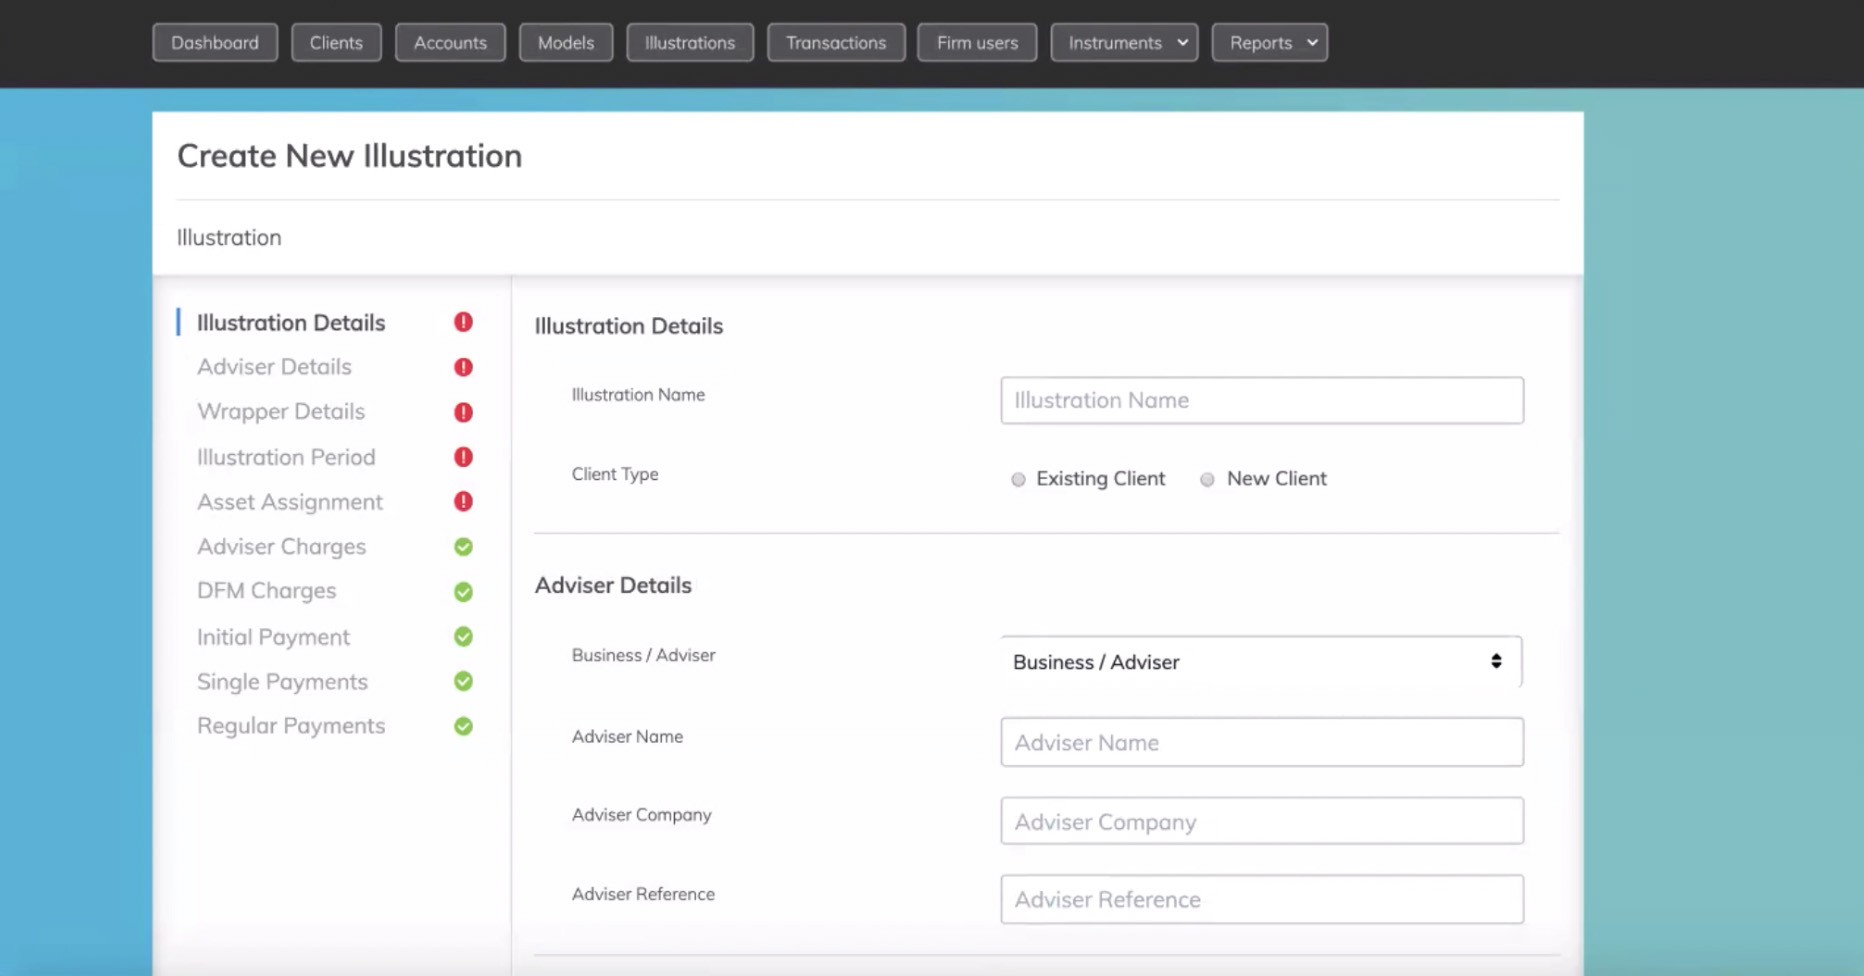 Dashboard Clients Accounts Models Illustrations Transactions Firm users Instruments Reports
Create New Illustration
Illustration
Illustration Details
Adviser Details
Wrapper Details
Illustration Period
Asset Assignment
Adviser Charges
DFM Charges
Initial Payment
Single Payments
Regular Payments
Illustration Details
Illustration Name Illustration Name
Client Type Existing Client New Client
Adviser Details
Business / Adviser Business / Adviser
Adviser Name Adviser Name
Adviser Company Adviser Company
Adviser Reference Adviser Reference